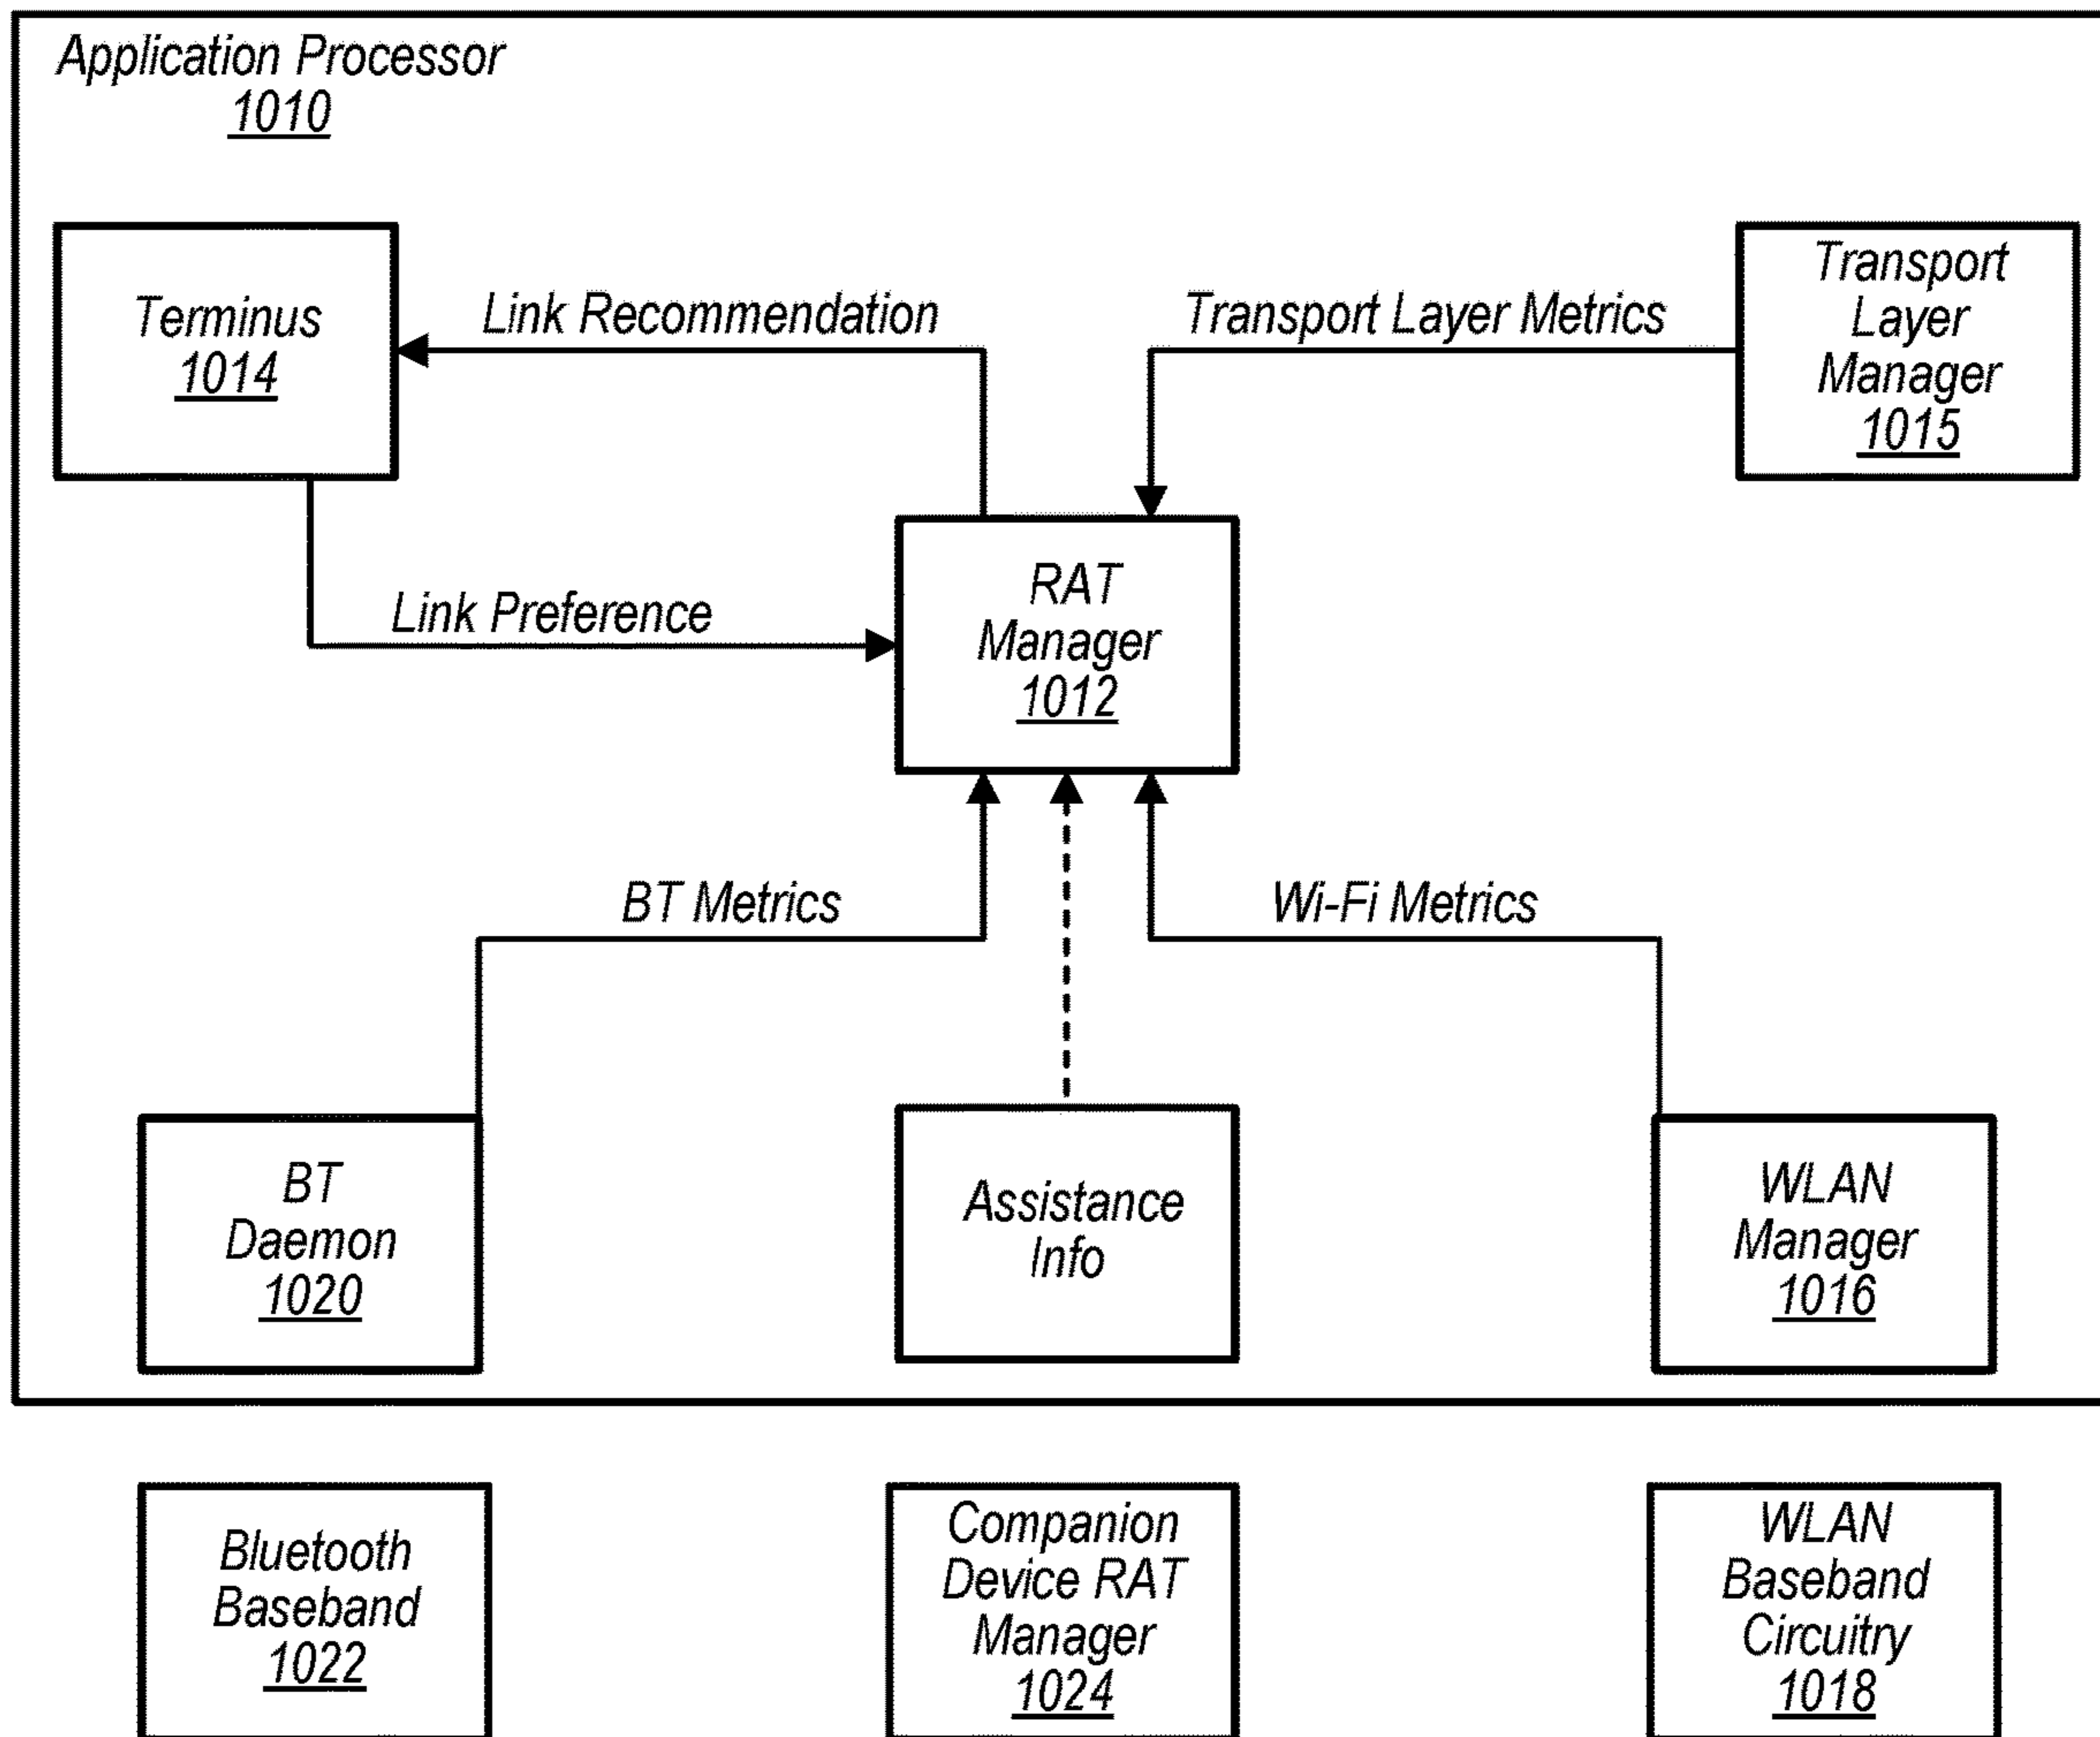 Application Processor
1010
Terminus
1014
Link Recommendation
Transport Layer Metrics
Transport
Layer
Manager
1015
Link Preference
RAT
Manager
1012
BT Metrics
Wi-Fi Metrics
BT
Daemon
1020
Assistance
Info
WLAN
Manager
1016
Bluetooth
Baseband
1022
Companion
Device RAT
Manager
1024
WLAN
Baseband
Circuitry
1018